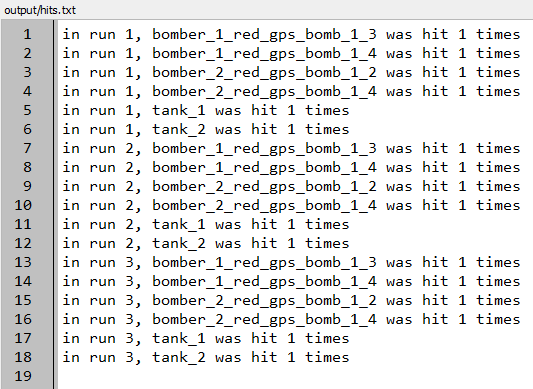 output/hits.txt
1 in run 1, bomber_1_red_gps_bomb_1_3 was hit 1 times
2 in run 1, bomber_1_red_gps_bomb_1_4 was hit 1 times
3 in run 1, bomber_2_red_gps_bomb_1_2 was hit 1 times
4 in run 1, bomber_2_red_gps_bomb_1_4 was hit 1 times
5 in run 1, tank_1 was hit 1 times
6 in run 1, tank_2 was hit 1 times
7 in run 2, bomber_1_red_gps_bomb_1_3 was hit 1 times
8 in run 2, bomber_1_red_gps_bomb_1_4 was hit 1 times
9 in run 2, bomber_2_red_gps_bomb_1_2 was hit 1 times
10 in run 2, bomber_2_red_gps_bomb_1_4 was hit 1 times
11 in run 2, tank_1 was hit 1 times
12 in run 2, tank_2 was hit 1 times
13 in run 3, bomber_1_red_gps_bomb_1_3 was hit 1 times
14 in run 3, bomber_1_red_gps_bomb_1_4 was hit 1 times
15 in run 3, bomber_2_red_gps_bomb_1_2 was hit 1 times
16 in run 3, bomber_2_red_gps_bomb_1_4 was hit 1 times
17 in run 3, tank_1 was hit 1 times
18 in run 3, tank_2 was hit 1 times
19